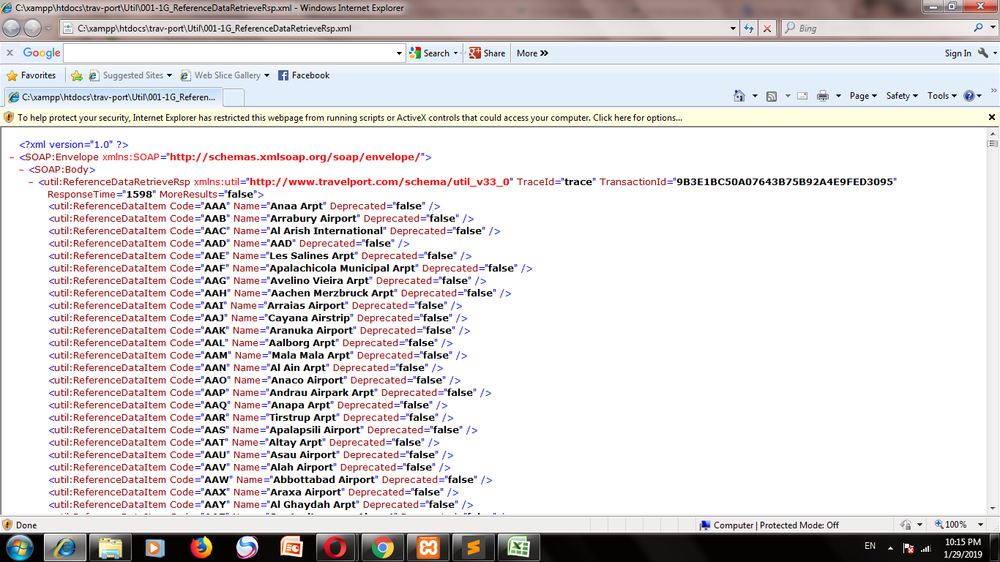 C:\xampp\htdocs\trav-port\Util\001-1G_ReferenceDataRetrieveRsp.xml - Windows Internet Explorer
C:\xampp\htdocs\trav-port\Util\001-1G_ReferenceDataRetrieveRsp.xml
Bing
x Google Search Share More Sign In
Favorites Suggested Sites Web Slice Gallery Facebook
C:\xampp\htdocs\trav-port\Util\001-1G_Referen... Page Safety Tools
To help protect your security, Internet Explorer has restricted this webpage from running scripts or ActiveX controls that could access your computer. Click here for options...
<?xml version="1.0" ?>
- <SOAP:Envelope xmlns:SOAP="http://schemas.xmlsoap.org/soap/envelope/">
- <SOAP:Body>
- <util:ReferenceDataRetrieveRsp xmlns:util="http://www.travelport.com/schema/util_v33_0" TraceId="trace" TransactionId="9B3E1BC50A07643B75B92A4E9FED3095"
ResponseTime="1598" MoreResults="false">
<util:ReferenceDataItem Code="AAA" Name="Anaa Arpt" Deprecated="false" />
<util:ReferenceDataItem Code="AAB" Name="Arrabury Airport" Deprecated="false" />
<util:ReferenceDataItem Code="AAC" Name="Al Arish International" Deprecated="false" />
<util:ReferenceDataItem Code="AAD" Name="AAD" Deprecated="false" />
<util:ReferenceDataItem Code="AAE" Name="Les Salines Arpt" Deprecated="false" />
<util:ReferenceDataItem Code="AAF" Name="Apalachicola Municipal Arpt" Deprecated="false" />
<util:ReferenceDataItem Code="AAG" Name="Avelino Vieira Arpt" Deprecated="false" />
<util:ReferenceDataItem Code="AAH" Name="Aachen Merzbruck Arpt" Deprecated="false" />
<util:ReferenceDataItem Code="AAI" Name="Arraias Airport" Deprecated="false" />
<util:ReferenceDataItem Code="AAJ" Name="Cayana Airstrip" Deprecated="false" />
<util:ReferenceDataItem Code="AAK" Name="Aranuka Airport" Deprecated="false" />
<util:ReferenceDataItem Code="AAL" Name="Aalborg Arpt" Deprecated="false" />
<util:ReferenceDataItem Code="AAM" Name="Mala Mala Arpt" Deprecated="false" />
<util:ReferenceDataItem Code="AAN" Name="Al Ain Arpt" Deprecated="false" />
<util:ReferenceDataItem Code="AAO" Name="Anaco Airport" Deprecated="false" />
<util:ReferenceDataItem Code="AAP" Name="Andrau Airpark Arpt" Deprecated="false" />
<util:ReferenceDataItem Code="AAQ" Name="Anapa Arpt" Deprecated="false" />
<util:ReferenceDataItem Code="AAR" Name="Tirstrup Arpt" Deprecated="false" />
<util:ReferenceDataItem Code="AAS" Name="Apalapsili Airport" Deprecated="false" />
<util:ReferenceDataItem Code="AAT" Name="Altay Arpt" Deprecated="false" />
<util:ReferenceDataItem Code="AAU" Name="Asau Airport" Deprecated="false" />
<util:ReferenceDataItem Code="AAV" Name="Alah Airport" Deprecated="false" />
<util:ReferenceDataItem Code="AAW" Name="Abbottabad Airport" Deprecated="false" />
<util:ReferenceDataItem Code="AAX" Name="Araxa Airport" Deprecated="false" />
<util:ReferenceDataItem Code="AAY" Name="Al Ghaydah Arpt" Deprecated="false" />
Done Computer | Protected Mode: Off 100%
EN 10:15 PM
1/29/2019